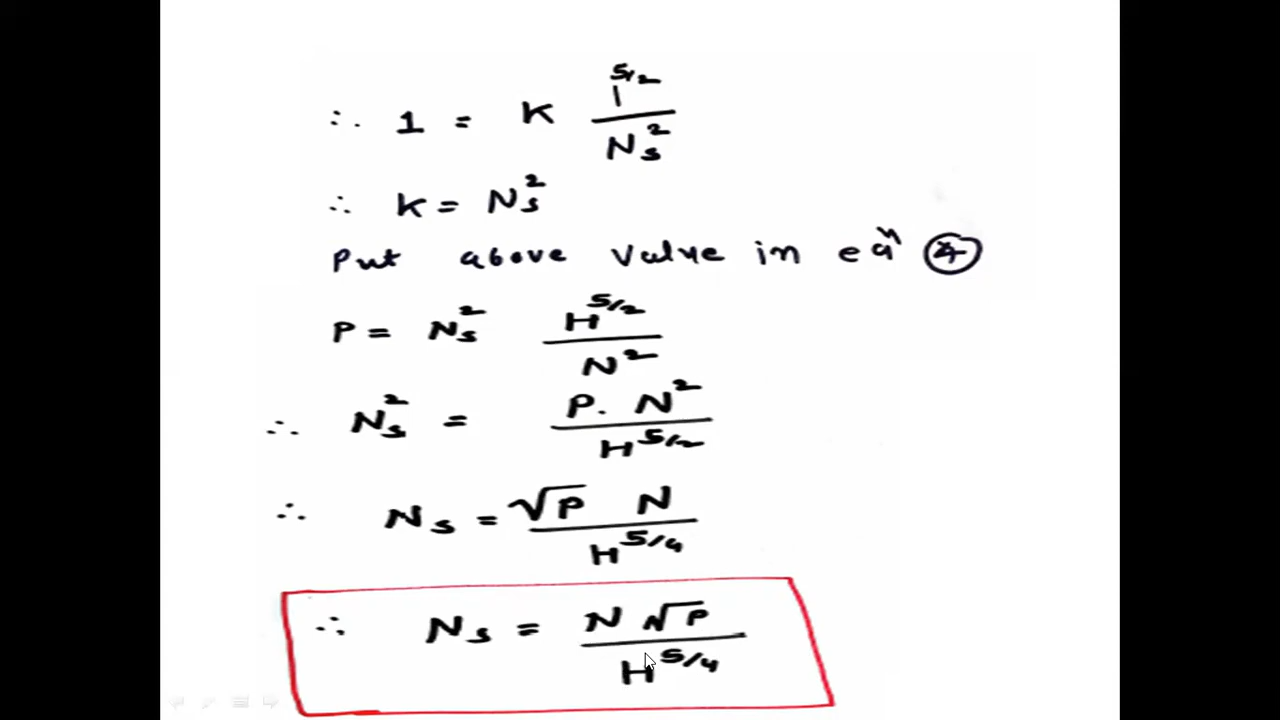 ∴ 1 = K 1^5/2 / Ns^2
∴ K = Ns^2
Put above value in eqn ④
P = Ns^2 H^5/2 / N^2
∴ Ns^2 = P. N^2 / H^5/2
∴ Ns = √P N / H^5/4
∴ Ns = N √P / H^5/4